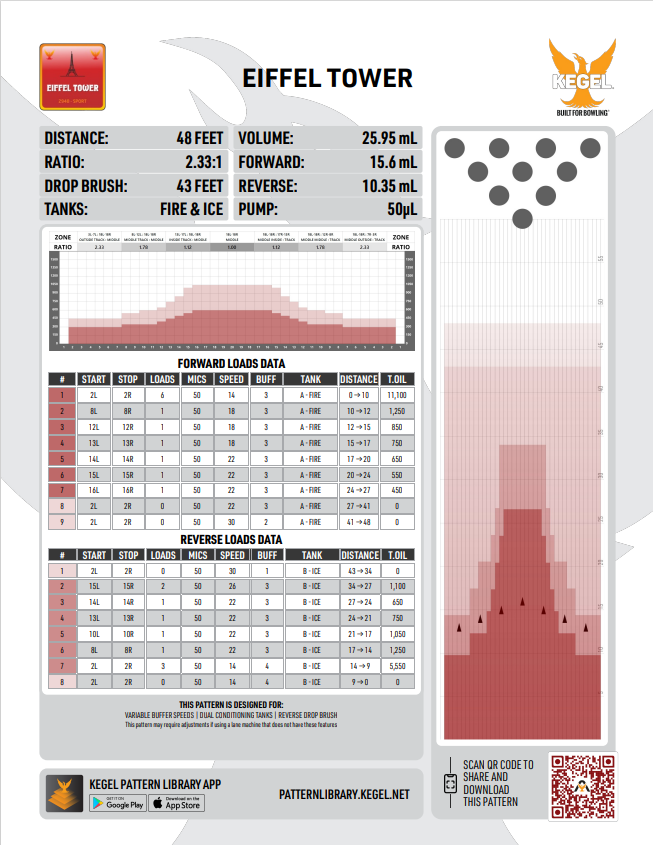 EIFFEL TOWER
EIFFEL TOWER
KEGEL
BUILT FOR BOWLING
DISTANCE: 48 FEET
VOLUME: 25.95 mL
RATIO: 2.33:1
FORWARD: 15.6 mL
DROP BRUSH: 43 FEET
REVERSE: 10.35 mL
TANKS: FIRE & ICE
PUMP: 50µL
ZONE
ZONE
RATIO 2.33 1.78 1.12 1.00 1.12 1.78 2.33 RATIO
FORWARD LOADS DATA
# START STOP LOADS MICS SPEED BUFF TANK DISTANCE T.OIL
1 2L 2R 6 50 14 3 A - FIRE 0 → 10 11,100
2 8L 8R 1 50 18 3 A - FIRE 10 → 12 1,250
3 12L 12R 1 50 18 3 A - FIRE 12 → 15 850
4 13L 13R 1 50 18 3 A - FIRE 15 → 17 750
5 14L 14R 1 50 22 3 A - FIRE 17 → 20 650
6 15L 15R 1 50 22 3 A - FIRE 20 → 24 550
7 16L 16R 1 50 22 3 A - FIRE 24 → 27 450
8 2L 2R 0 50 22 3 A - FIRE 27 → 41 0
9 2L 2R 0 50 30 2 A - FIRE 41 → 48 0
REVERSE LOADS DATA
# START STOP LOADS MICS SPEED BUFF TANK DISTANCE T.OIL
1 2L 2R 0 50 30 1 B - ICE 43 → 34 0
2 15L 15R 2 50 26 3 B - ICE 34 → 27 1,100
3 14L 14R 1 50 22 3 B - ICE 27 → 24 650
4 13L 13R 1 50 22 3 B - ICE 24 → 21 750
5 10L 10R 1 50 22 3 B - ICE 21 → 17 1,050
6 8L 8R 1 50 22 3 B - ICE 17 → 14 1,250
7 2L 2R 3 50 14 4 B - ICE 14 → 9 5,550
8 2L 2R 0 50 14 4 B - ICE 9 → 0 0
THIS PATTERN IS DESIGNED FOR:
VARIABLE BUFFER SPEEDS | DUAL CONDITIONING TANKS | REVERSE DROP BRUSH
This pattern may require adjustments if using a lane machine that does not have these features
KEGEL PATTERN LIBRARY APP
GET IT ON
Google Play
Download on the
App Store
PATTERNLIBRARY.KEGEL.NET
SCAN QR CODE TO
SHARE AND
DOWNLOAD
THIS PATTERN